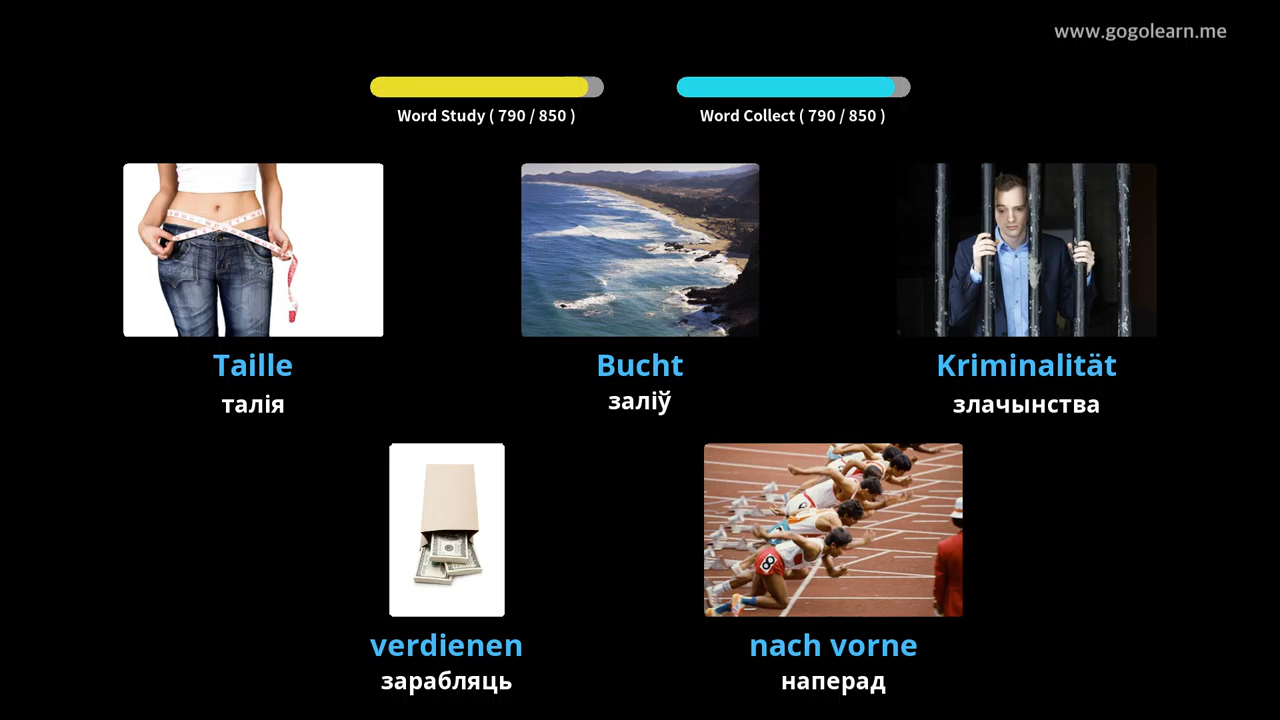 www.gogolearn.me
Word Study ( 790 / 850 )
Word Collect ( 790 / 850 )
Taille
талія
Bucht
заліў
Kriminalität
злачынства
verdienen
зарабляць
nach vorne
наперад